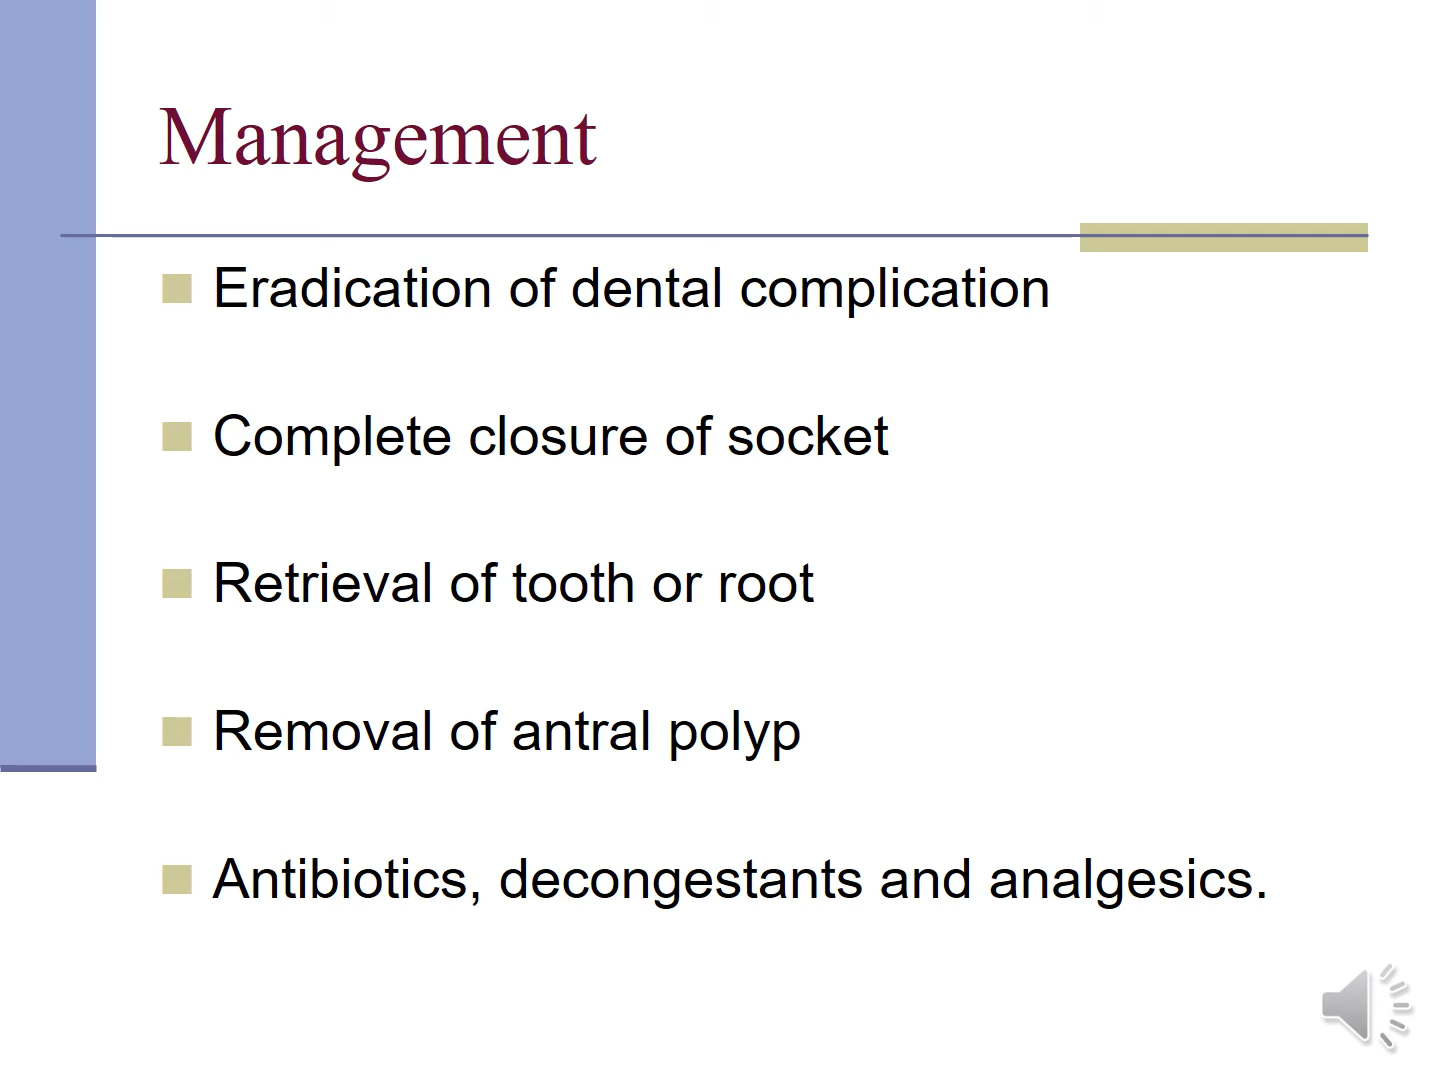 Management
Eradication of dental complication
Complete closure of socket
Retrieval of tooth or root
Removal of antral polyp
Antibiotics, decongestants and analgesics.